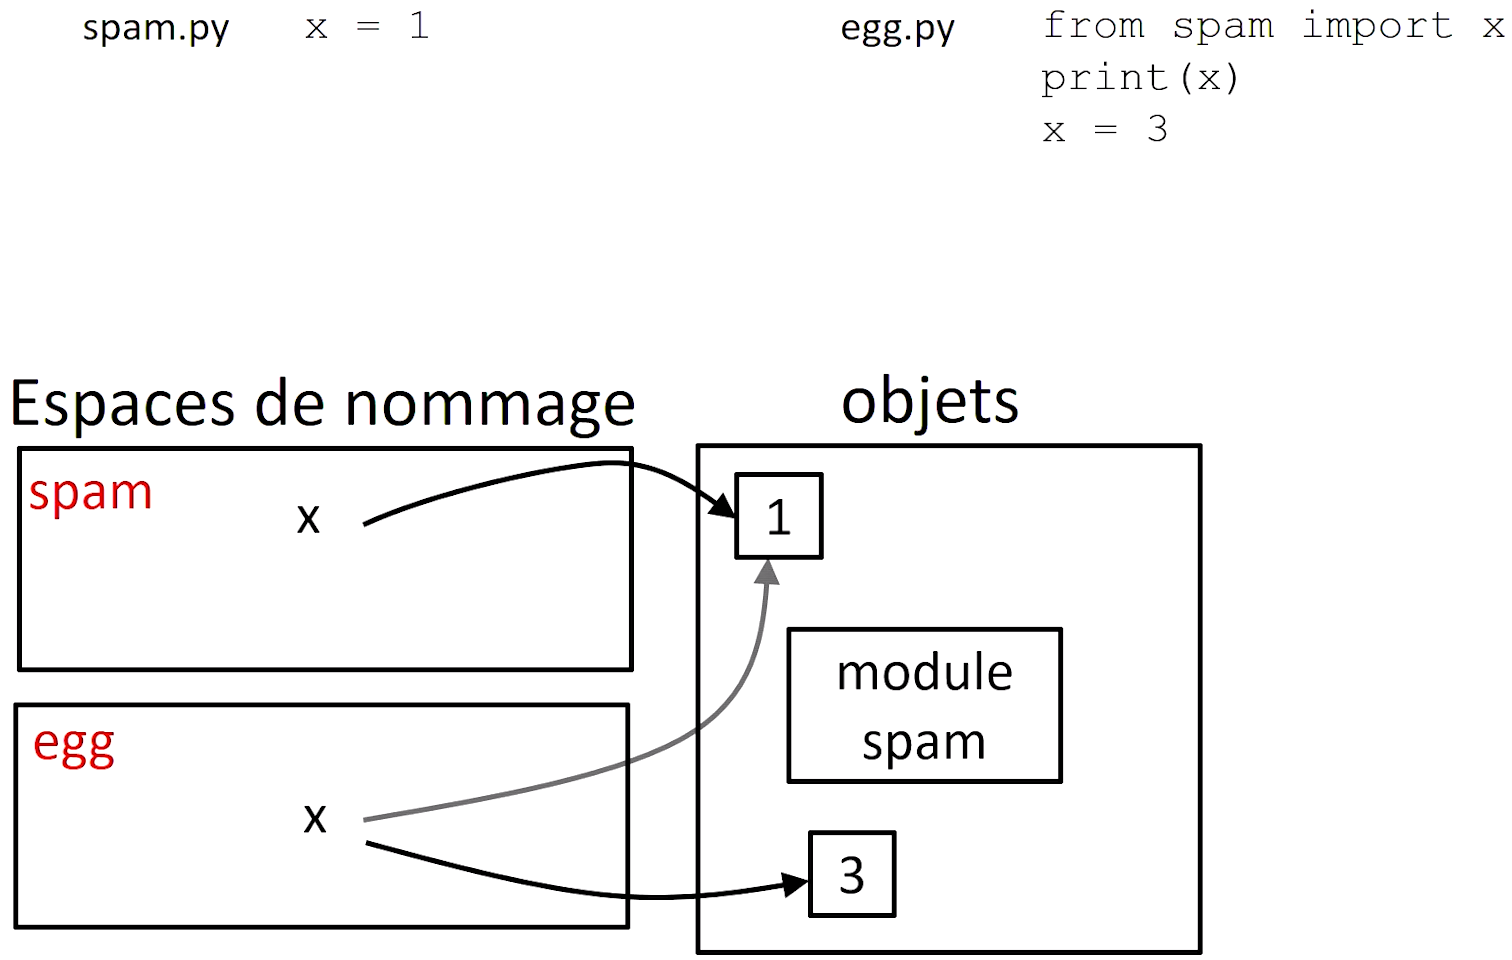 spam.py x = 1
egg.py from spam import x
print(x)
x = 3
Espaces de nommage
objets
spam
x
1
module
spam
egg
x
3